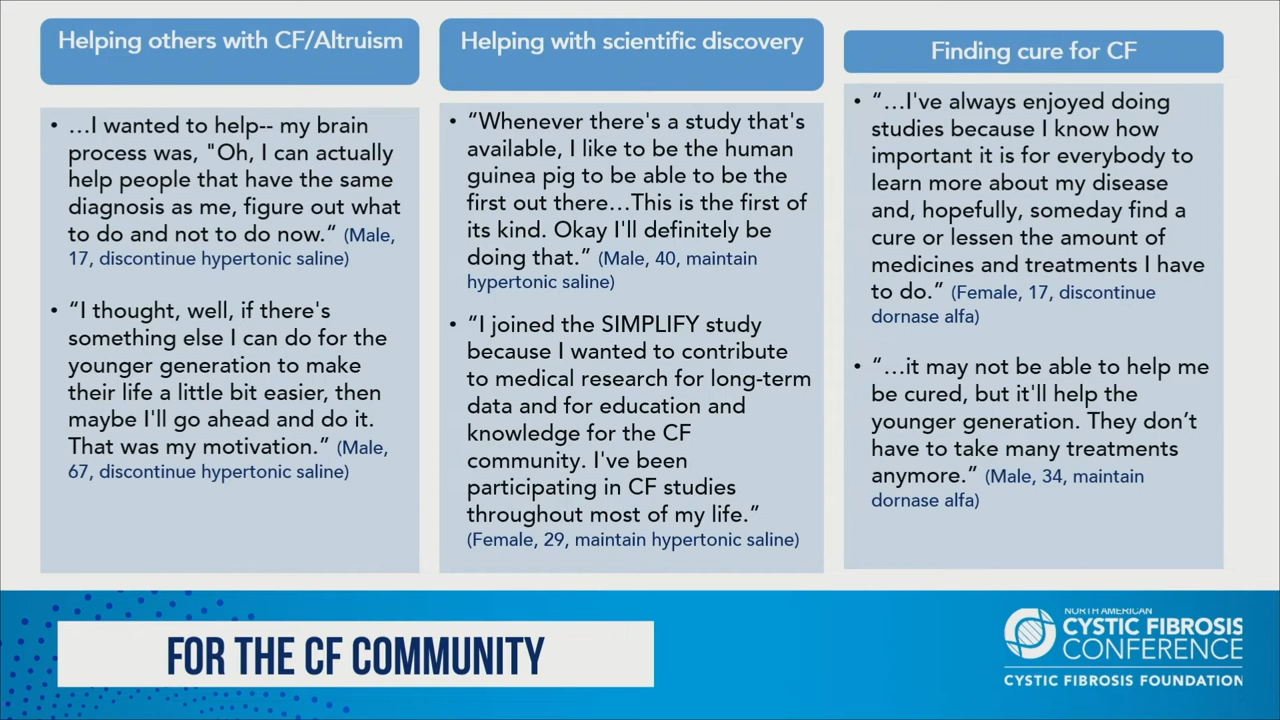 Helping others with CF/Altruism
• …I wanted to help-- my brain
process was, "Oh, I can actually
help people that have the same
diagnosis as me, figure out what
to do and not to do now.“ (Male,
17, discontinue hypertonic saline)
• “I thought, well, if there's
something else I can do for the
younger generation to make
their life a little bit easier, then
maybe I'll go ahead and do it.
That was my motivation.” (Male,
67, discontinue hypertonic saline)
Helping with scientific discovery
• “Whenever there's a study that's
available, I like to be the human
guinea pig to be able to be the
first out there…This is the first of
its kind. Okay I'll definitely be
doing that.” (Male, 40, maintain
hypertonic saline)
• “I joined the SIMPLIFY study
because I wanted to contribute
to medical research for long-term
data and for education and
knowledge for the CF
community. I've been
participating in CF studies
throughout most of my life.“
(Female, 29, maintain hypertonic saline)
Finding cure for CF
• “…I've always enjoyed doing
studies because I know how
important it is for everybody to
learn more about my disease
and, hopefully, someday find a
cure or lessen the amount of
medicines and treatments I have
to do.” (Female, 17, discontinue
dornase alfa)
• “…it may not be able to help me
be cured, but it'll help the
younger generation. They don’t
have to take many treatments
anymore.” (Male, 34, maintain
dornase alfa)
FOR THE CF COMMUNITY
NORTH AMERICAN
CYSTIC FIBROSIS
CONFERENCE
CYSTIC FIBROSIS FOUNDATION